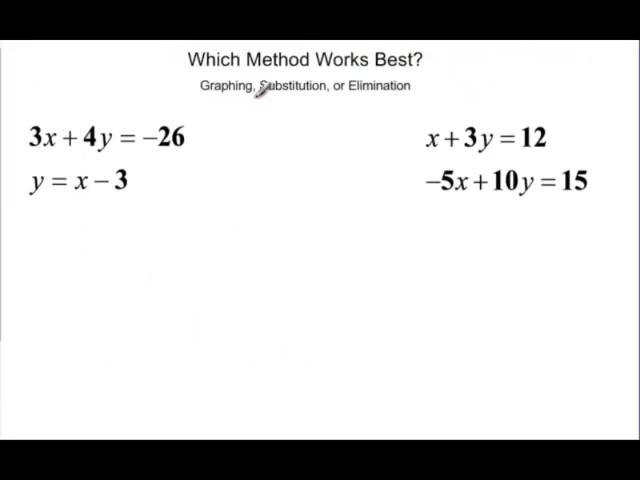 Which Method Works Best?
Graphing, Substitution, or Elimination
3x + 4y = −26
y = x − 3
x + 3y = 12
−5x + 10y = 15